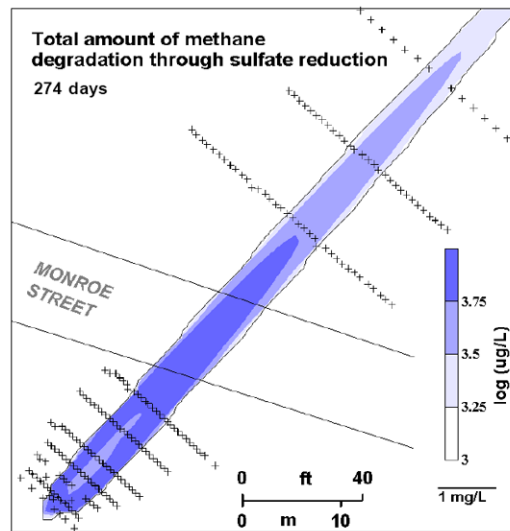 Total amount of methane
degradation through sulfate reduction
274 days
MONROE
STREET
3.75
3.5
3.25
3
log (ug/L)
1 mg/L
0 ft 40
0 m 10